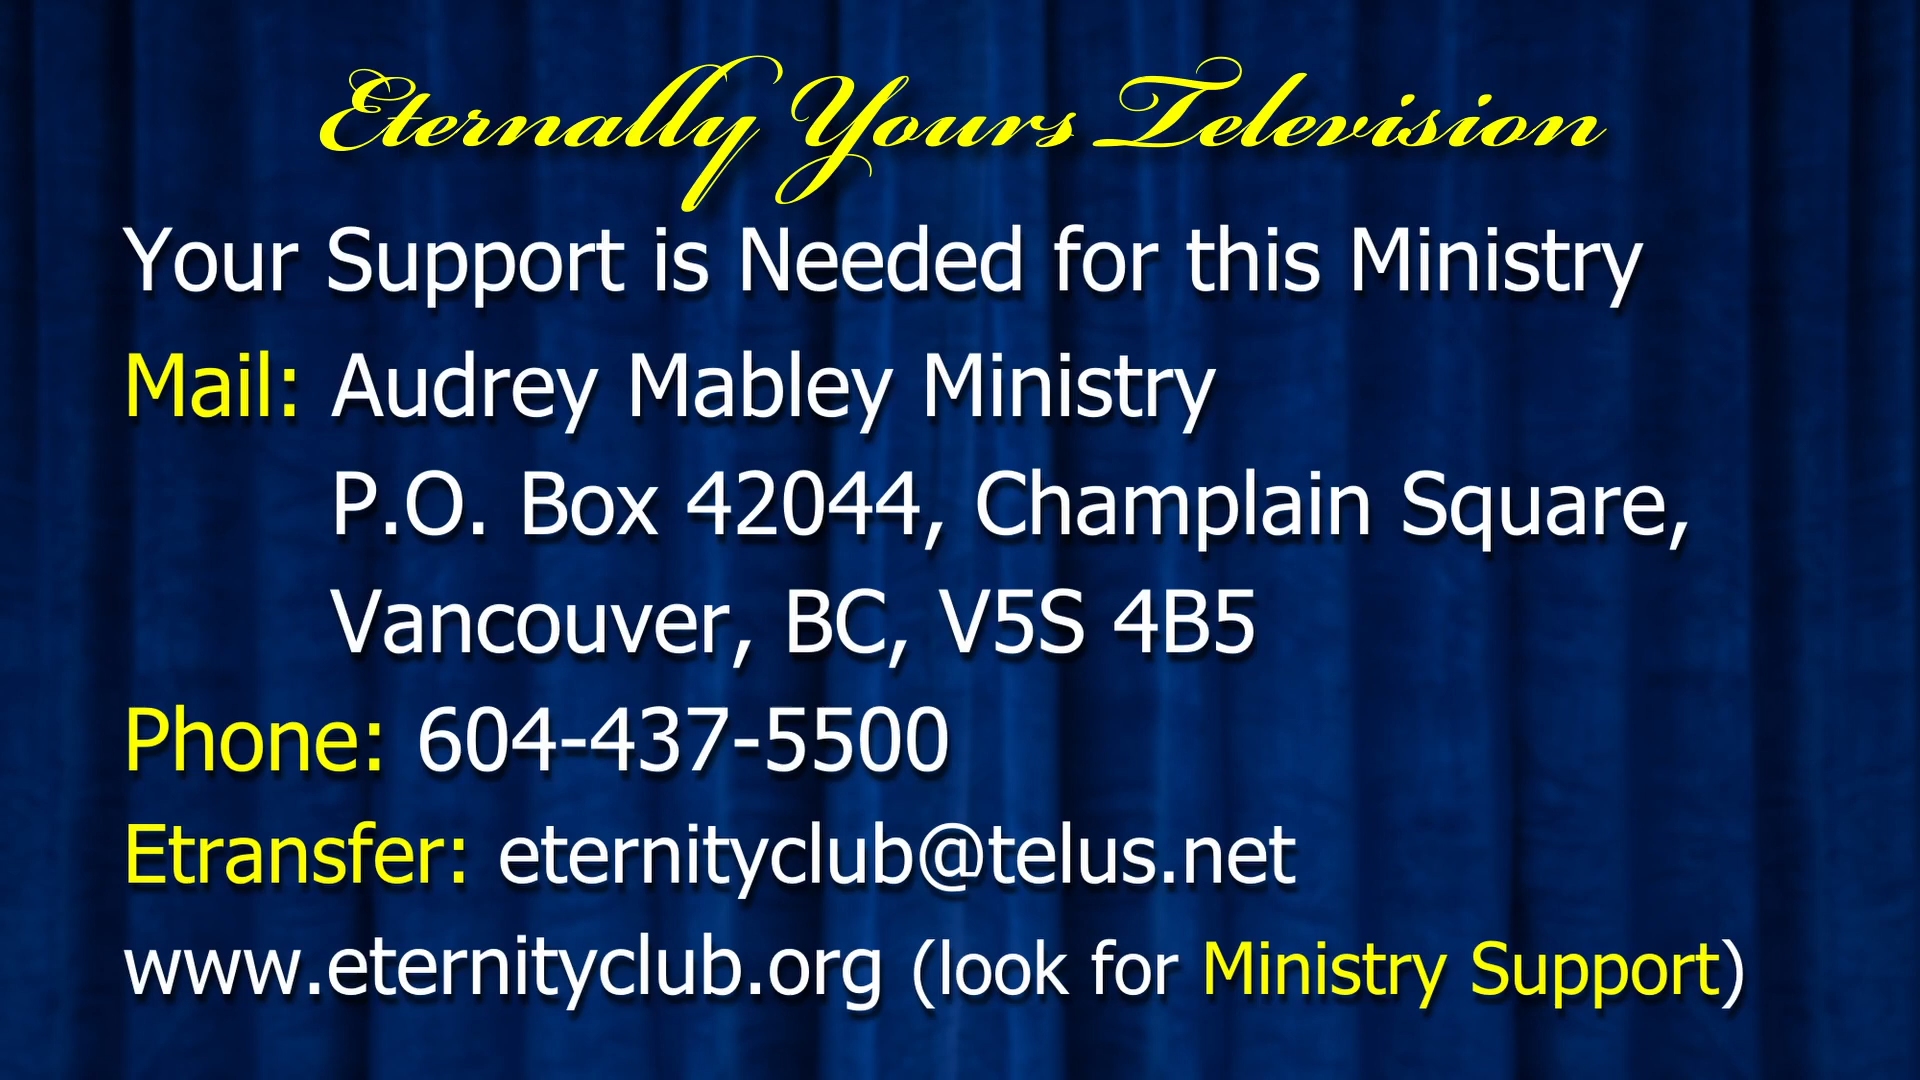 Eternally Yours Television
Your Support is Needed for this Ministry
Mail: Audrey Mabley Ministry
P.O. Box 42044, Champlain Square,
Vancouver, BC, V5S 4B5
Phone: 604-437-5500
Etransfer: eternityclub@telus.net
www.eternityclub.org (look for Ministry Support)